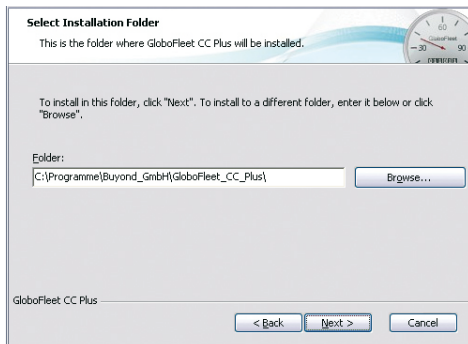 Select Installation Folder
This is the folder where GloboFleet CC Plus will be installed.
60
GloboFleet
30
90
To install in this folder, click "Next". To install to a different folder, enter it below or click
"Browse".
Folder:
C:\Programme\Buyond_GmbH\GloboFleet_CC_Plus\
Browse...
GloboFleet CC Plus
< Back
Next >
Cancel